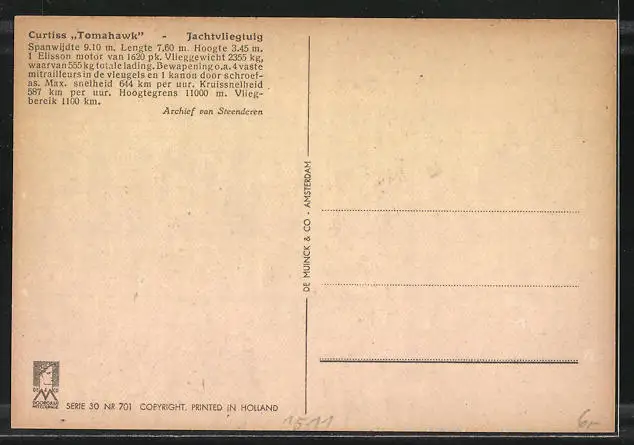 Curtiss „Tomahawk" - Jachtvliegtuig
Spanwijdte 9.10 m. Lengte 7,60 m. Hoogte 3.45 m.
1 Elisson motor van 1620 pk. Vlieggewicht 2355 kg,
waarvan 555 kg totale lading. Bewapening o.a. 4 vaste
mitrailleurs in de vleugels en 1 kanon door schroef-
as. Max. snelheid 644 km per uur. Kruissnelheid
587 km per uur. Hoogtegrens 11000 m. Vlieg-
bereik 1100 km.
Archief van Steenderen
DE MUINCK & CO - AMSTERDAM
SERIE 30 NR 701 COPYRIGHT. PRINTED IN HOLLAND
1511
6,-